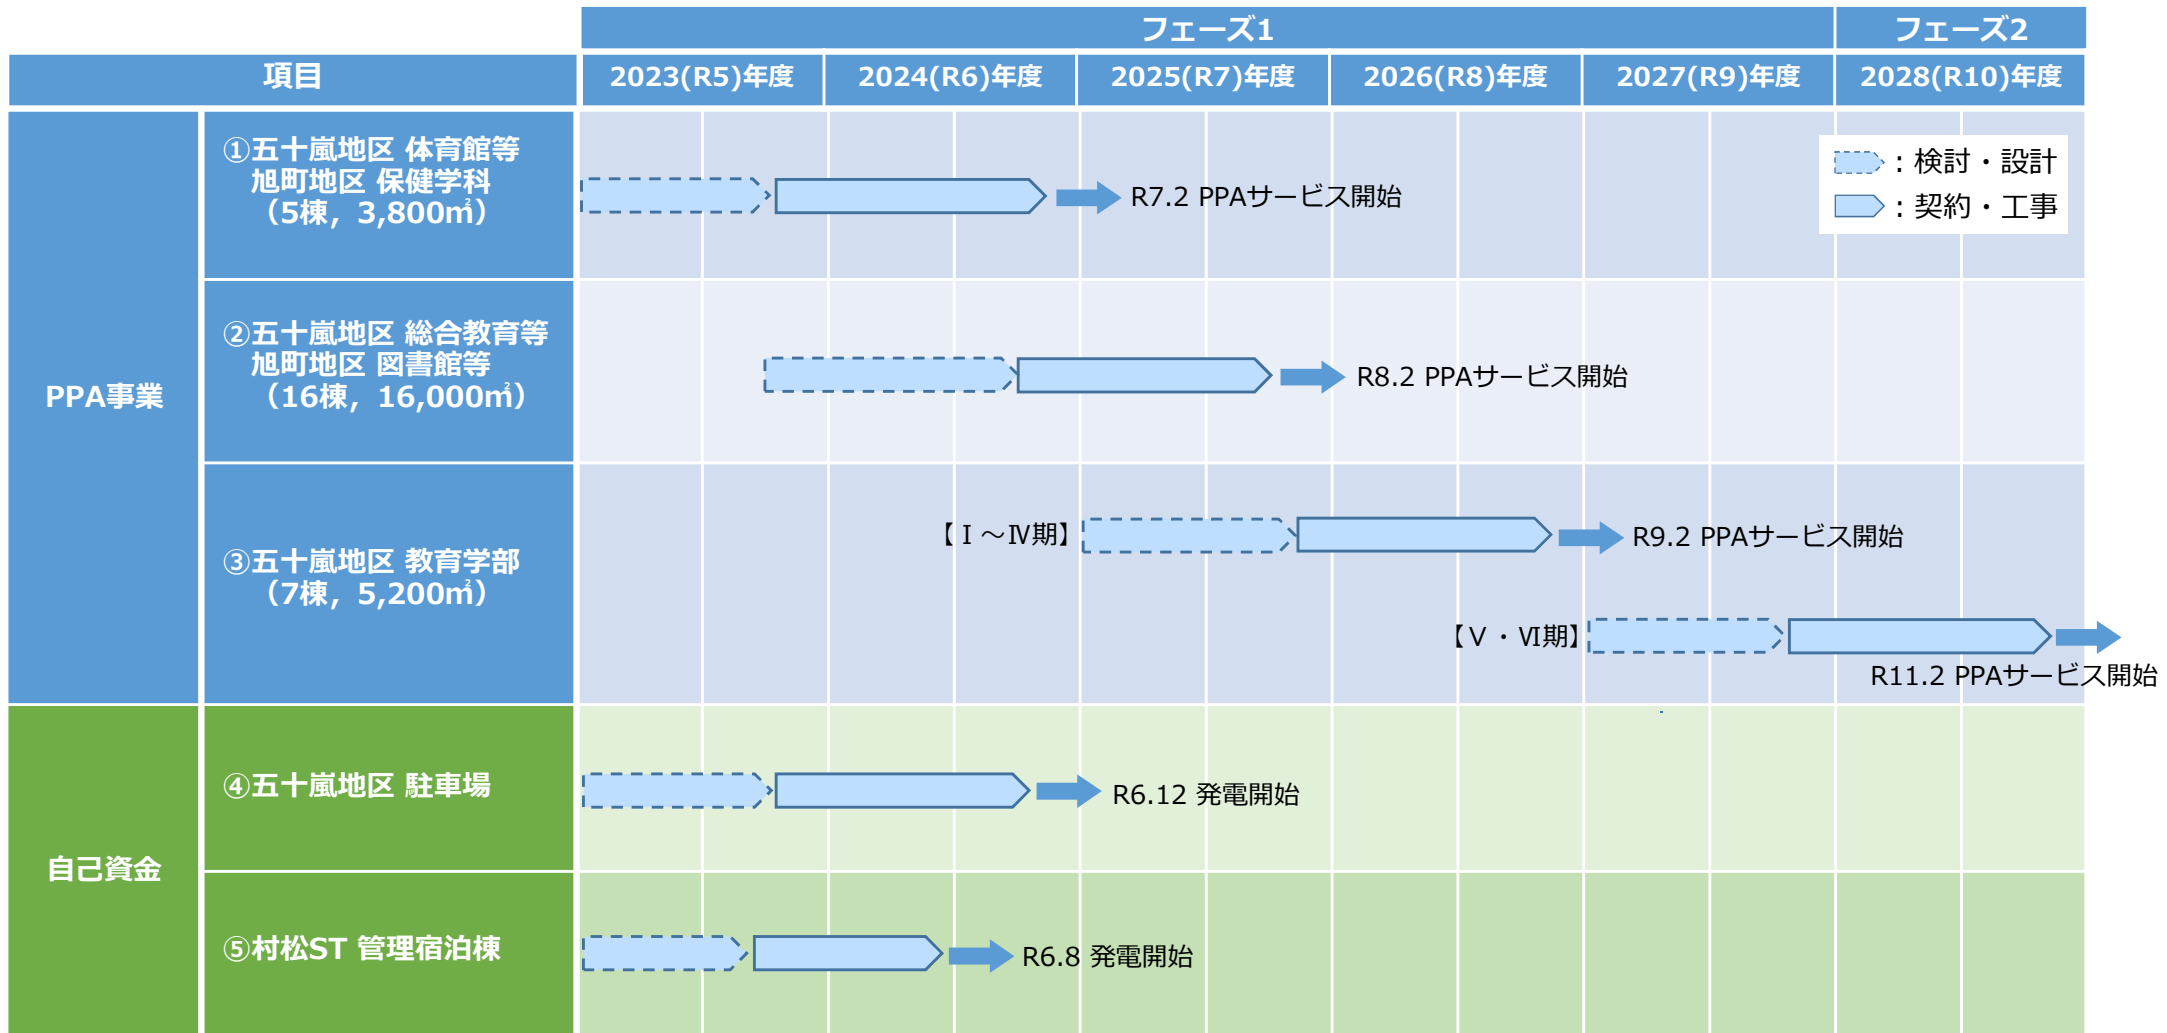 フェーズ1
フェーズ2
項目
2023(R5)年度
2024(R6)年度
2025(R7)年度
2026(R8)年度
2027(R9)年度
2028(R10)年度
PPA事業
①五十嵐地区 体育館等
旭町地区 保健学科
（5棟，3,800㎡）
R7.2 PPAサービス開始
：検討・設計
：契約・工事
②五十嵐地区 総合教育等
旭町地区 図書館等
（16棟，16,000㎡）
R8.2 PPAサービス開始
③五十嵐地区 教育学部
（7棟，5,200㎡）
【Ⅰ～Ⅳ期】
R9.2 PPAサービス開始
【Ⅴ・Ⅵ期】
R11.2 PPAサービス開始
自己資金
④五十嵐地区 駐車場
R6.12 発電開始
⑤村松ST 管理宿泊棟
R6.8 発電開始